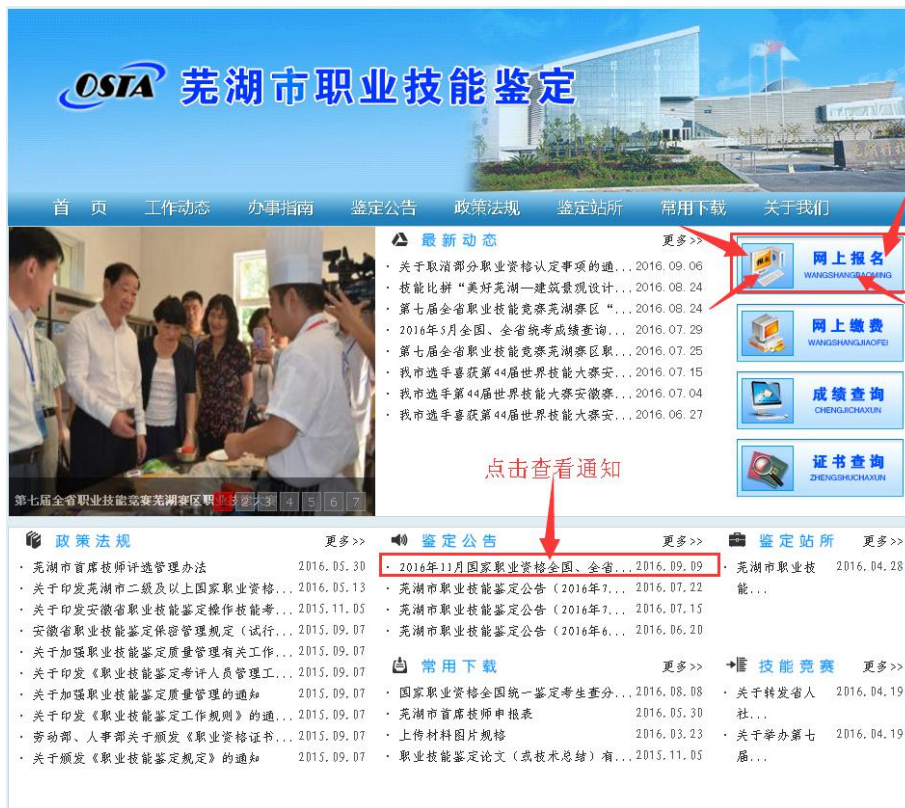 OSTA 芜湖市职业技能鉴定
首 页 工作动态 办事指南 鉴定公告 政策法规 鉴定站所 常用下载 关于我们
第七届全省职业技能竞赛芜湖赛区职业技能大赛
2 3 4 5 6 7
最新动态 更多>>
· 关于取消部分职业资格认定事项的通... 2016.09.06
· 技能比拼“美好芜湖—建筑景观设计... 2016.08.24
· 第七届全省职业技能竞赛芜湖赛区“... 2016.08.24
· 2016年5月全国、全省统考成绩查询... 2016.07.29
· 第七届全省职业技能竞赛芜湖赛区职... 2016.07.25
· 我市选手喜获第44届世界技能大赛安... 2016.07.15
· 我市选手第44届世界技能大赛安徽赛... 2016.07.04
· 我市选手喜获第44届世界技能大赛安... 2016.06.27
网上报名
WANGSHANGBAOMING
网上缴费
WANGSHANGJIAOFEI
成绩查询
CHENGJICHAXUN
证书查询
ZHENGSHUCHAXUN
点击查看通知
政策法规 更多>>
· 芜湖市首席技师评选管理办法 2016.05.30
· 关于印发芜湖市二级及以上国家职业资格... 2016.05.13
· 关于印发安徽省职业技能鉴定操作技能考... 2015.11.05
· 安徽省职业技能鉴定保密管理规定（试行... 2015.09.07
· 关于加强职业技能鉴定质量管理有关工作... 2015.09.07
· 关于印发《职业技能鉴定考评人员管理工... 2015.09.07
· 关于加强职业技能鉴定质量管理的通知 2015.09.07
· 关于印发《职业技能鉴定工作规则》的通... 2015.09.07
· 劳动部、人事部关于颁发《职业资格证书... 2015.09.07
· 关于颁发《职业技能鉴定规定》的通知 2015.09.07
鉴定公告 更多>>
· 2016年11月国家职业资格全国、全省... 2016.09.09
· 芜湖市职业技能鉴定公告（2016年7... 2016.07.22
· 芜湖市职业技能鉴定公告（2016年7... 2016.07.15
· 芜湖市职业技能鉴定公告（2016年6... 2016.06.20
常用下载 更多>>
· 国家职业资格全国统一鉴定考生查分... 2016.08.08
· 芜湖市首席技师申报表 2016.05.30
· 上传材料图片规格 2016.03.23
· 职业技能鉴定论文（或技术总结）有... 2015.11.05
鉴定站所 更多>>
· 芜湖市职业技 2016.04.28
能...
技能竞赛 更多>>
· 关于转发省人 2016.04.19
社...
· 关于举办第七 2016.04.19
届...